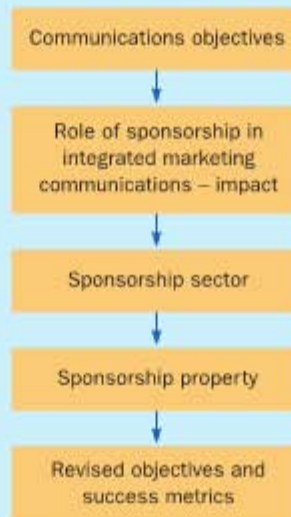 Communications objectives
Role of sponsorship in
integrated marketing
communications – impact
Sponsorship sector
Sponsorship property
Revised objectives and
success metrics